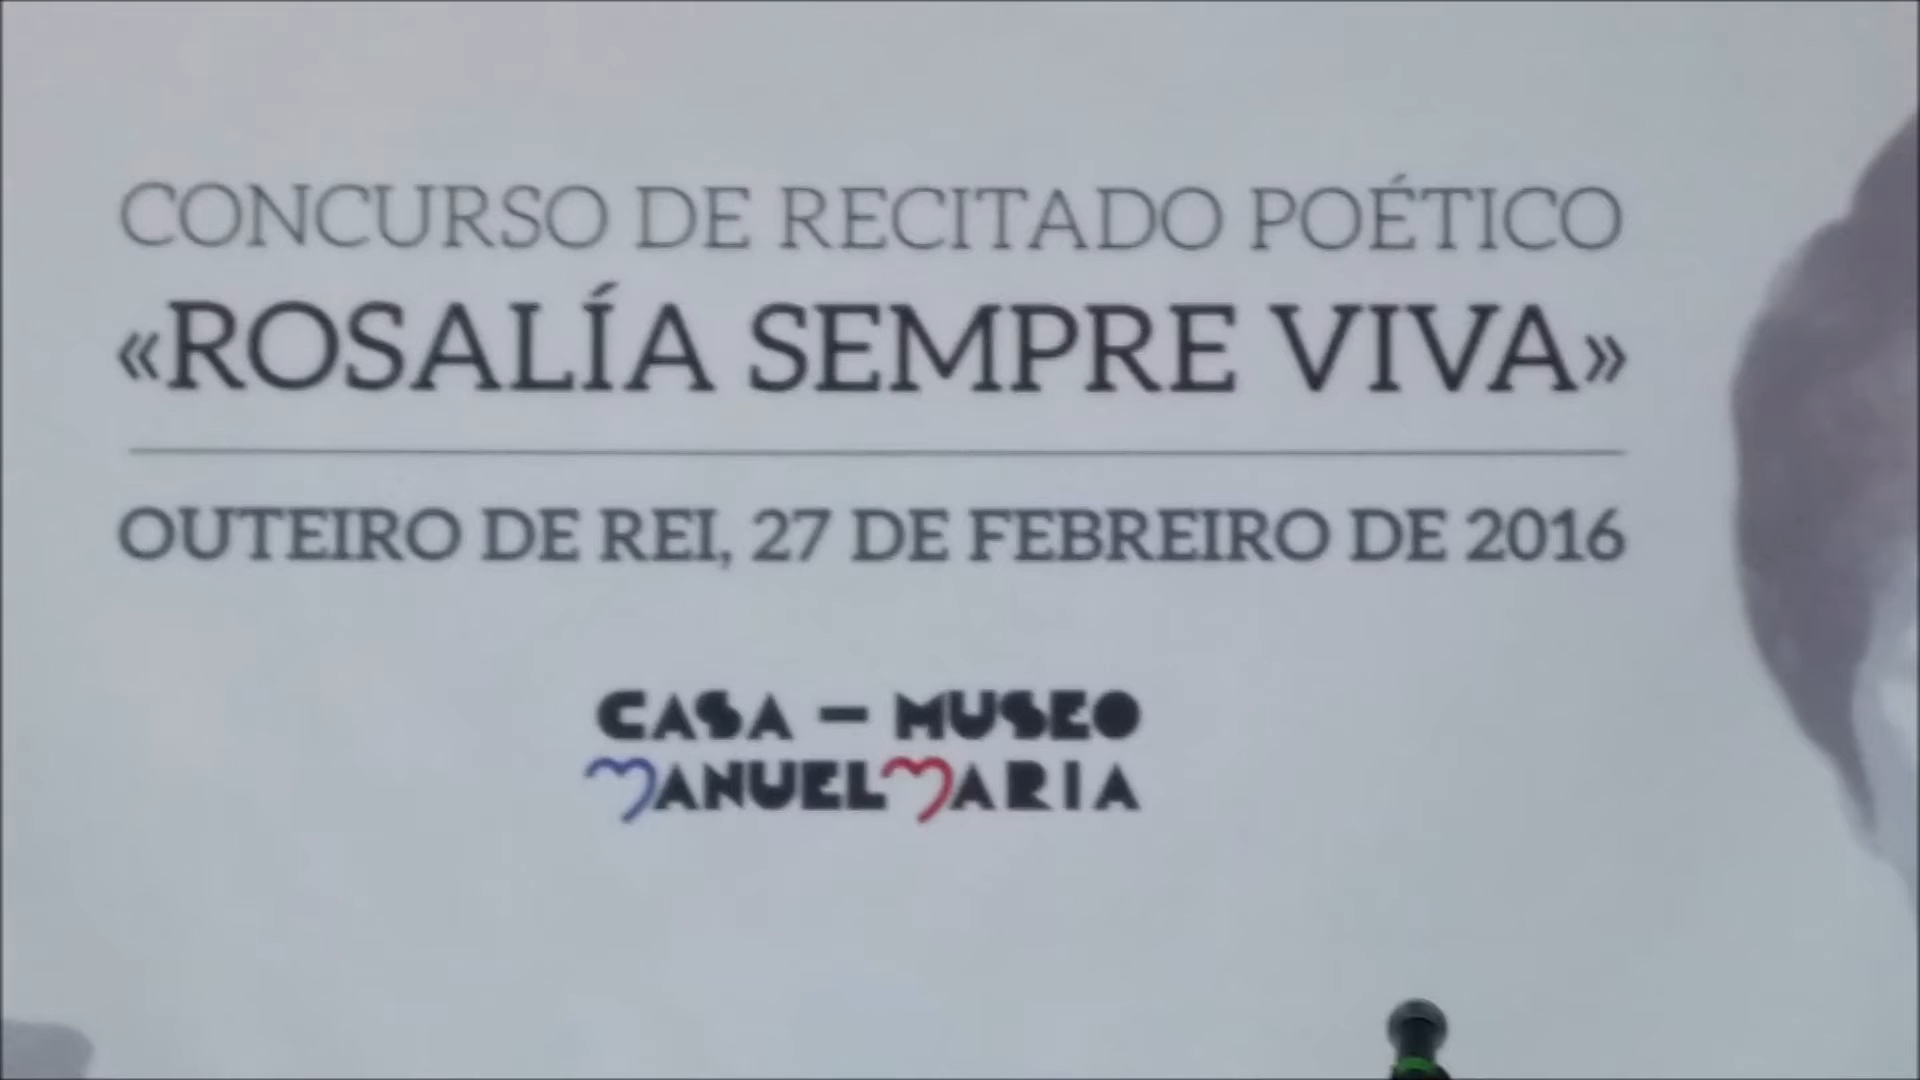 CONCURSO DE RECITADO POÉTICO
«ROSALÍA SEMPRE VIVA»
OUTEIRO DE REI, 27 DE FEBREIRO DE 2016
CASA – MUSEO
MANUEL MARIA